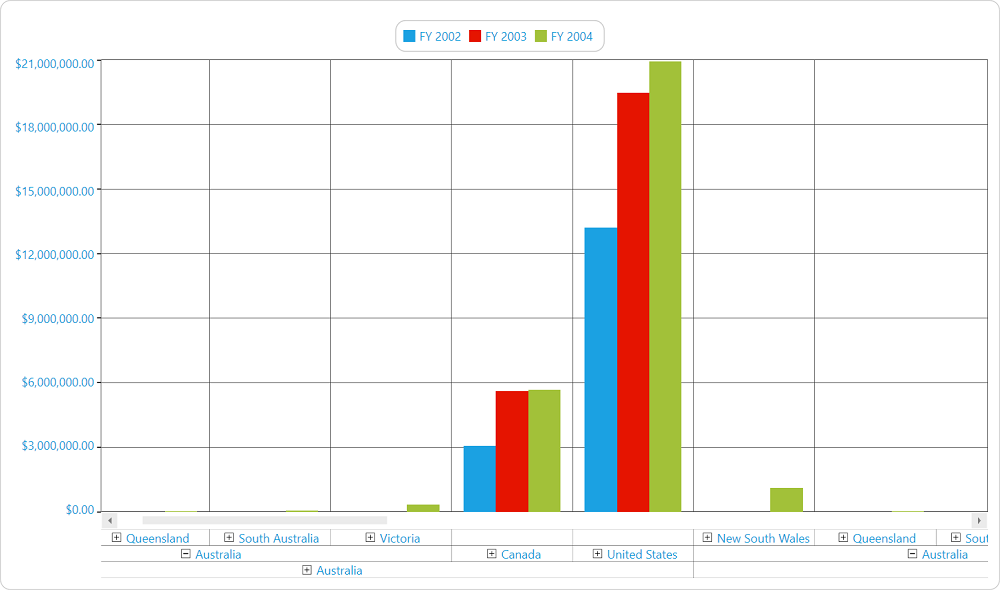 FY 2002 FY 2003 FY 2004
$21,000,000.00
$18,000,000.00
$15,000,000.00
$12,000,000.00
$9,000,000.00
$6,000,000.00
$3,000,000.00
$0.00
Queensland South Australia Victoria New South Wales Queensland Sout
Australia Canada United States Australia
Australia